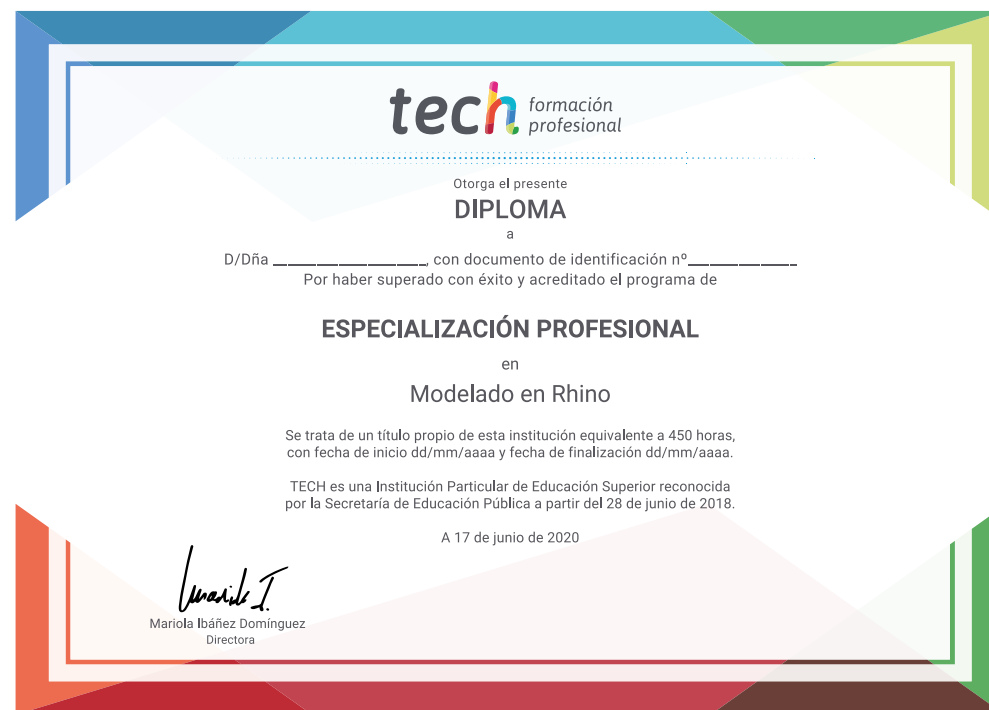 tech formación
profesional
Otorga el presente
DIPLOMA
a
D/Dña ____________________, con documento de identificación nº______________
Por haber superado con éxito y acreditado el programa de
ESPECIALIZACIÓN PROFESIONAL
en
Modelado en Rhino
Se trata de un título propio de esta institución equivalente a 450 horas,
con fecha de inicio dd/mm/aaaa y fecha de finalización dd/mm/aaaa.
TECH es una Institución Particular de Educación Superior reconocida
por la Secretaría de Educación Pública a partir del 28 de junio de 2018.
A 17 de junio de 2020
Mariola Ibáñez Domínguez
Directora